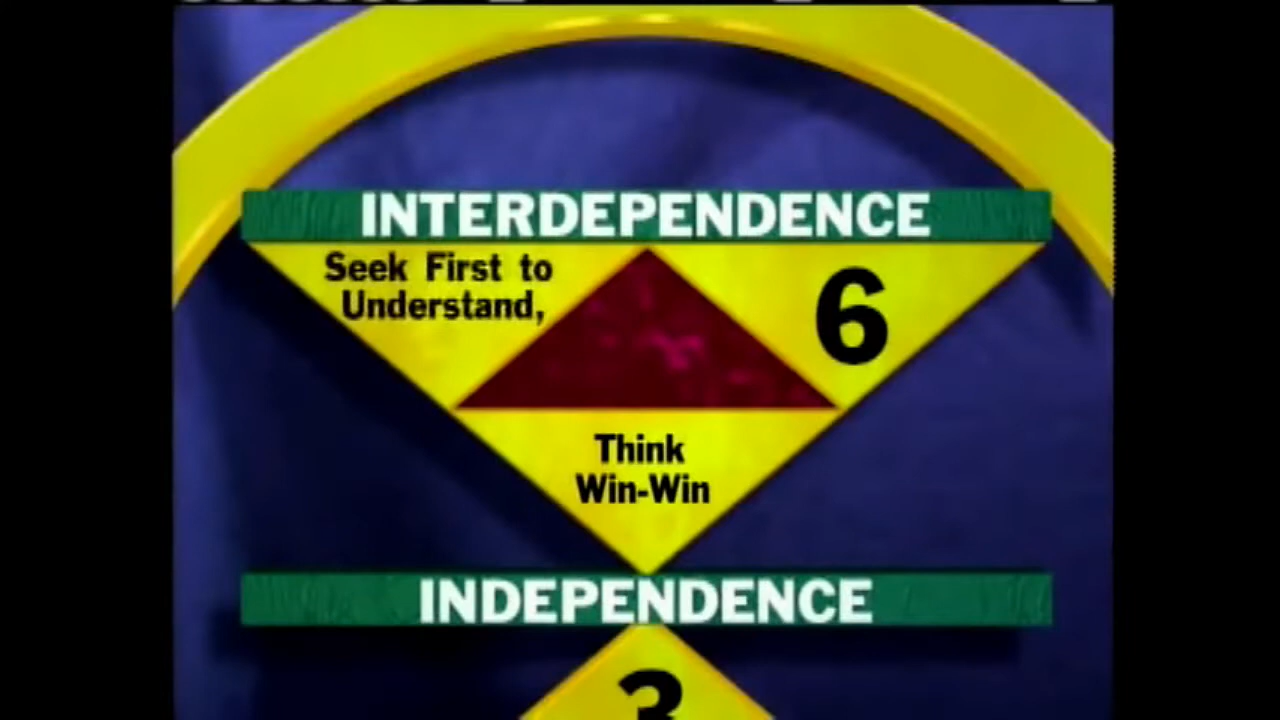 INTERDEPENDENCE
Seek First to
Understand,
6
Think
Win-Win
INDEPENDENCE
3